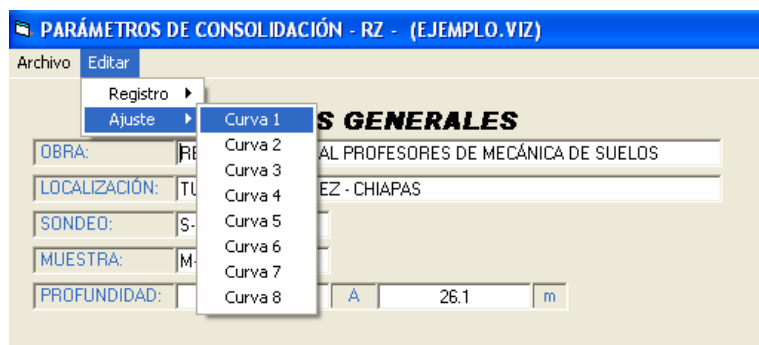 PARÁMETROS DE CONSOLIDACIÓN - RZ - (EJEMPLO.VIZ)
Archivo Editar
Registro
Ajuste
Curva 1
Curva 2
Curva 3
Curva 4
Curva 5
Curva 6
Curva 7
Curva 8
S GENERALES
OBRA: AL PROFESORES DE MECÁNICA DE SUELOS
LOCALIZACIÓN: TU EZ - CHIAPAS
SONDEO: S-
MUESTRA: M-
PROFUNDIDAD: A 26.1 m